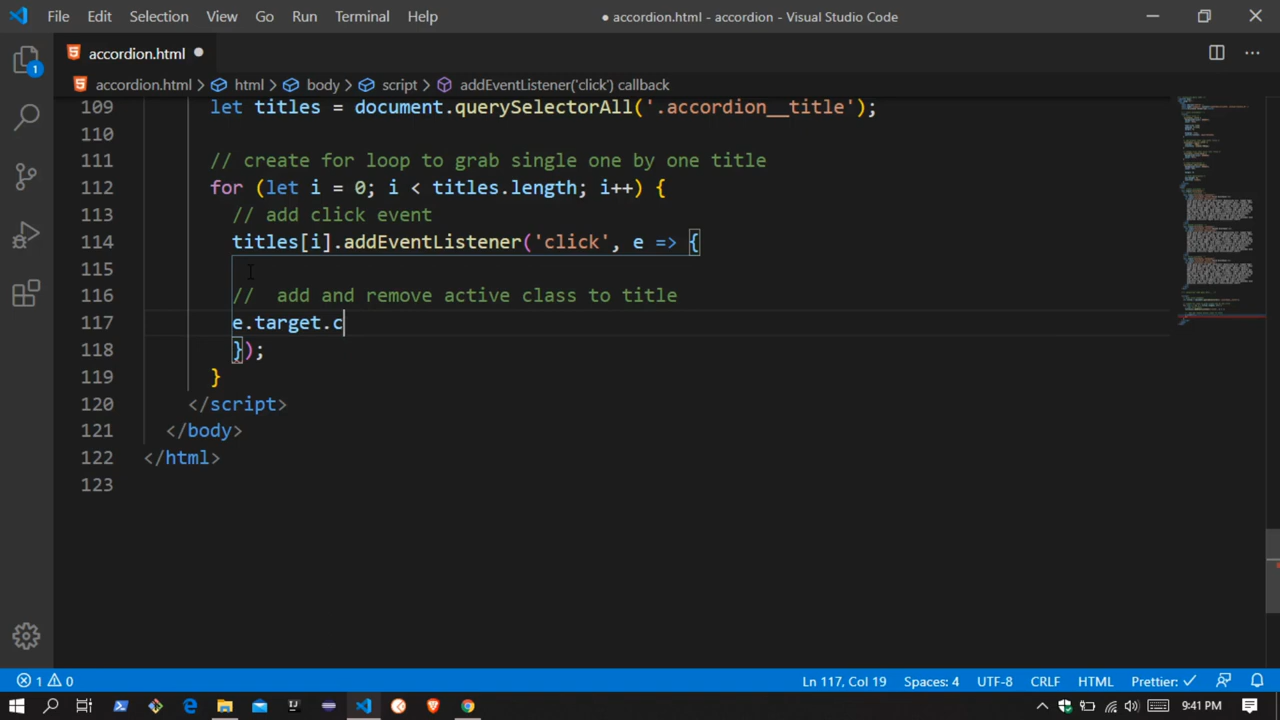 File Edit Selection View Go Run Terminal Help ● accordion.html - accordion - Visual Studio Code
accordion.html ●
accordion.html > html > body > script > addEventListener('click') callback
109 let titles = document.querySelectorAll('.accordion__title');
110
111 // create for loop to grab single one by one title
112 for (let i = 0; i < titles.length; i++) {
113 // add click event
114 titles[i].addEventListener('click', e => {
115
116 //  add and remove active class to title
117 e.target.c
118 });
119 }
120 </script>
121 </body>
122 </html>
123
1
1 0 Ln 117, Col 19 Spaces: 4 UTF-8 CRLF HTML Prettier: ✓
9:41 PM